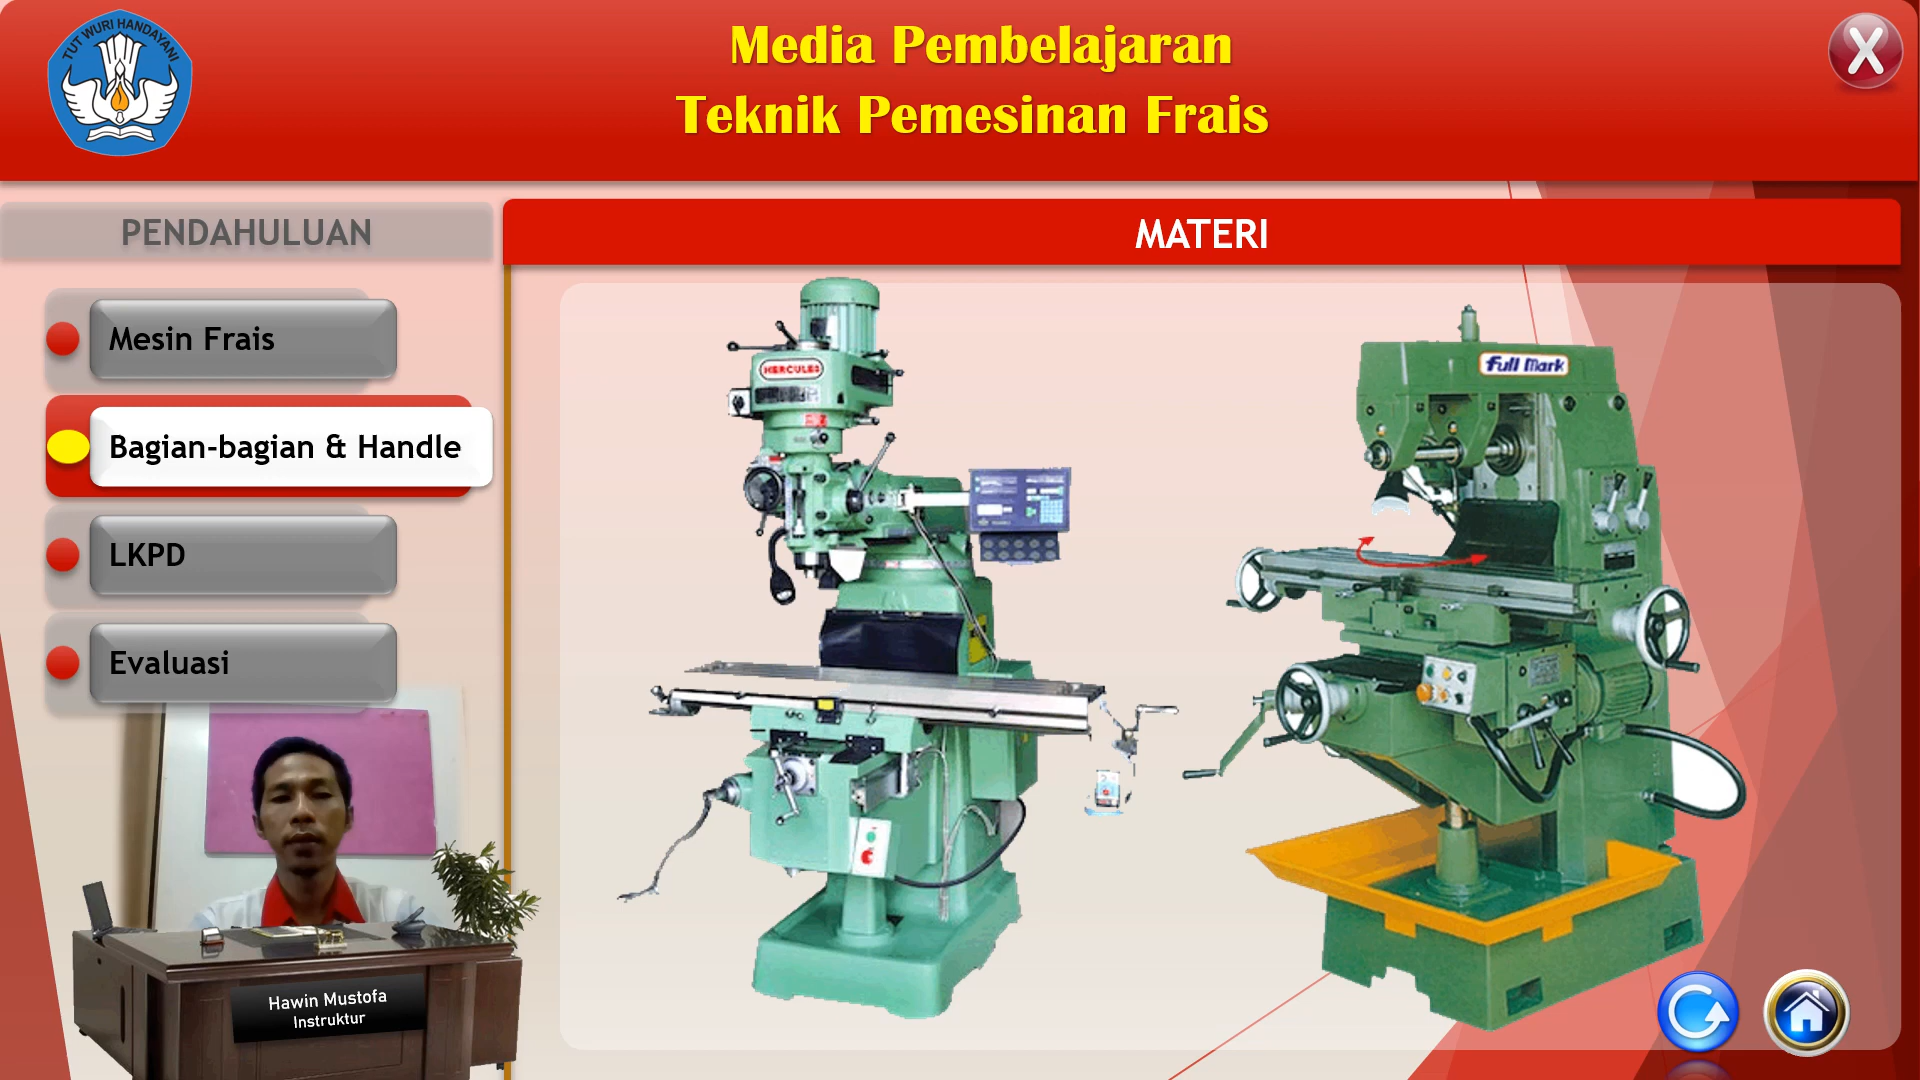 TUT WURI HANDAYANI
Media Pembelajaran
Teknik Pemesinan Frais
X
PENDAHULUAN
MATERI
Mesin Frais
Bagian-bagian & Handle
LKPD
Evaluasi
HERCULES
Full Mark
Hawin Mustofa
Instruktur